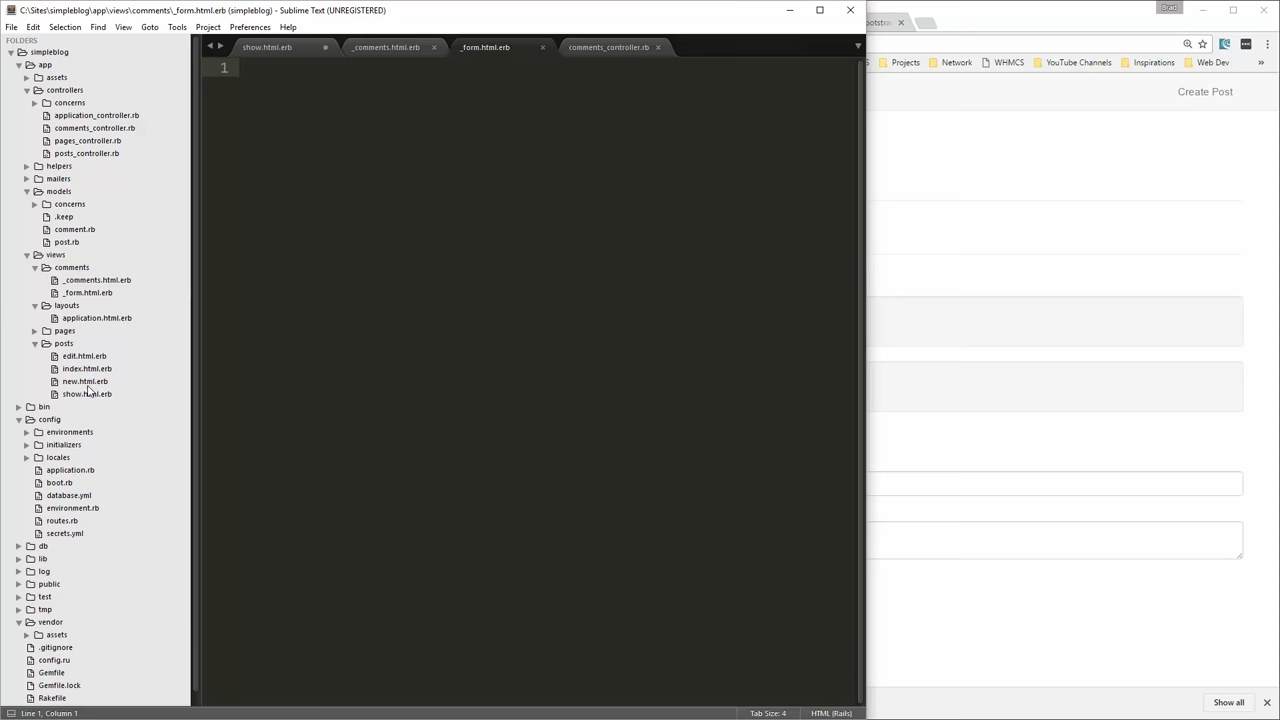 C:\Sites\simpleblog\app\views\comments\_form.html.erb (simpleblog) - Sublime Text (UNREGISTERED)
Brad
File Edit Selection Find View Goto Tools Project Preferences Help
FOLDERS
simpleblog
app
assets
controllers
concerns
application_controller.rb
comments_controller.rb
pages_controller.rb
posts_controller.rb
helpers
mailers
models
concerns
.keep
comment.rb
post.rb
views
comments
_comments.html.erb
_form.html.erb
layouts
application.html.erb
pages
posts
edit.html.erb
index.html.erb
new.html.erb
show.html.erb
bin
config
environments
initializers
locales
application.rb
boot.rb
database.yml
environment.rb
routes.rb
secrets.yml
db
lib
log
public
test
tmp
vendor
assets
.gitignore
config.ru
Gemfile
Gemfile.lock
Rakefile
show.html.erb _comments.html.erb _form.html.erb comments_controller.rb
1
Line 1, Column 1
Tab Size: 4
HTML (Rails)
Projects Network WHMCS YouTube Channels Inspirations Web Dev »
Create Post
Show all